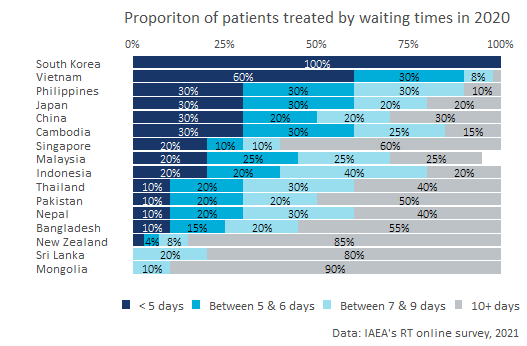 Proporiton of patients treated by waiting times in 2020
0% 25% 50% 75% 100%
South Korea 100%
Vietnam 60% 30% 8%
Philippines 30% 30% 30% 10%
Japan 30% 30% 20% 20%
China 30% 20% 20% 30%
Cambodia 30% 30% 25% 15%
Singapore 20% 10% 10% 60%
Malaysia 20% 25% 25% 25%
Indonesia 20% 20% 40% 20%
Thailand 10% 20% 30% 40%
Pakistan 10% 20% 20% 50%
Nepal 10% 20% 30% 40%
Bangladesh 10% 15% 20% 55%
New Zealand 4% 8% 85%
Sri Lanka 20% 80%
Mongolia 10% 90%
< 5 days Between 5 & 6 days Between 7 & 9 days 10+ days
Data: IAEA's RT online survey, 2021